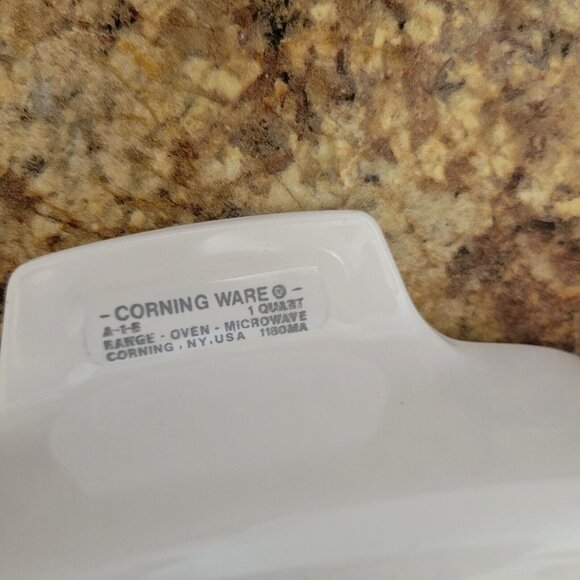 - CORNING WARE ® -
A-1-B 1 QUART
RANGE - OVEN - MICROWAVE
CORNING, NY, USA 1180MA